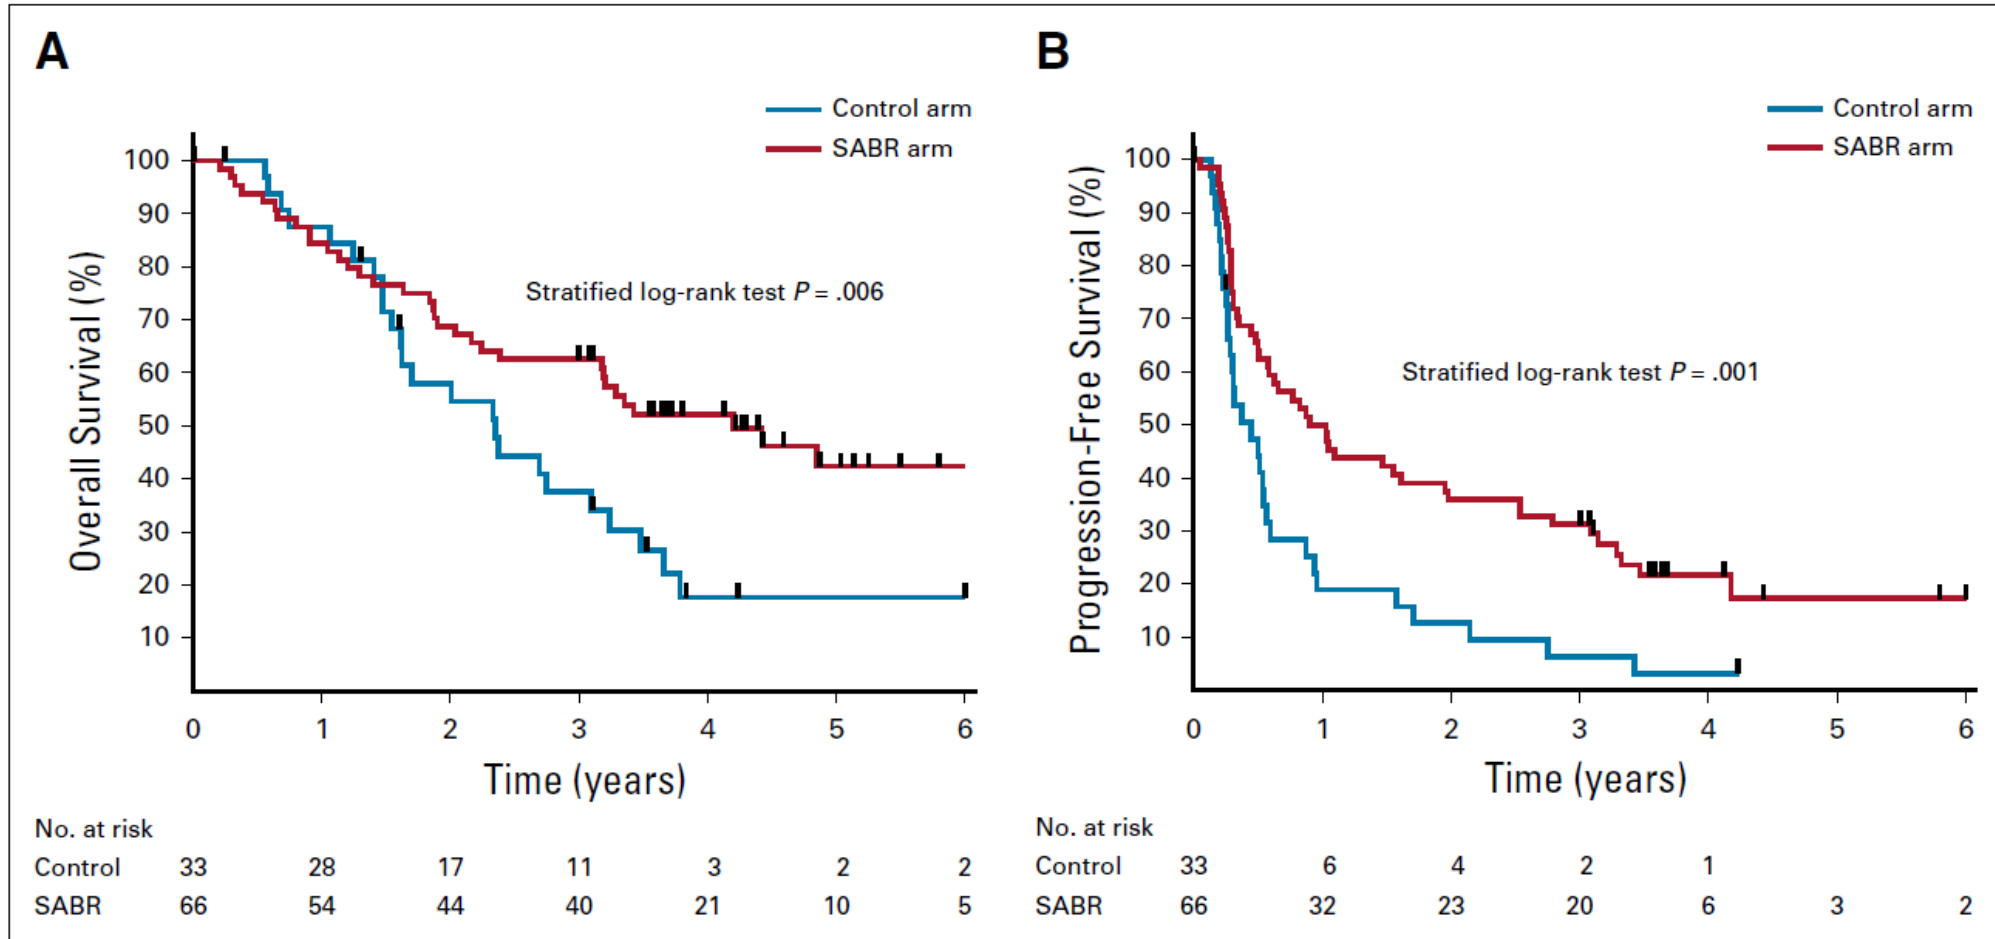 A
Control arm
SABR arm
Overall Survival (%)
100
90
80
70
60
50
40
30
20
10
Stratified log-rank test P = .006
0 1 2 3 4 5 6
Time (years)
No. at risk
Control 33 28 17 11 3 2 2
SABR 66 54 44 40 21 10 5
B
Control arm
SABR arm
Progression-Free Survival (%)
100
90
80
70
60
50
40
30
20
10
Stratified log-rank test P = .001
0 1 2 3 4 5 6
Time (years)
No. at risk
Control 33 6 4 2 1
SABR 66 32 23 20 6 3 2